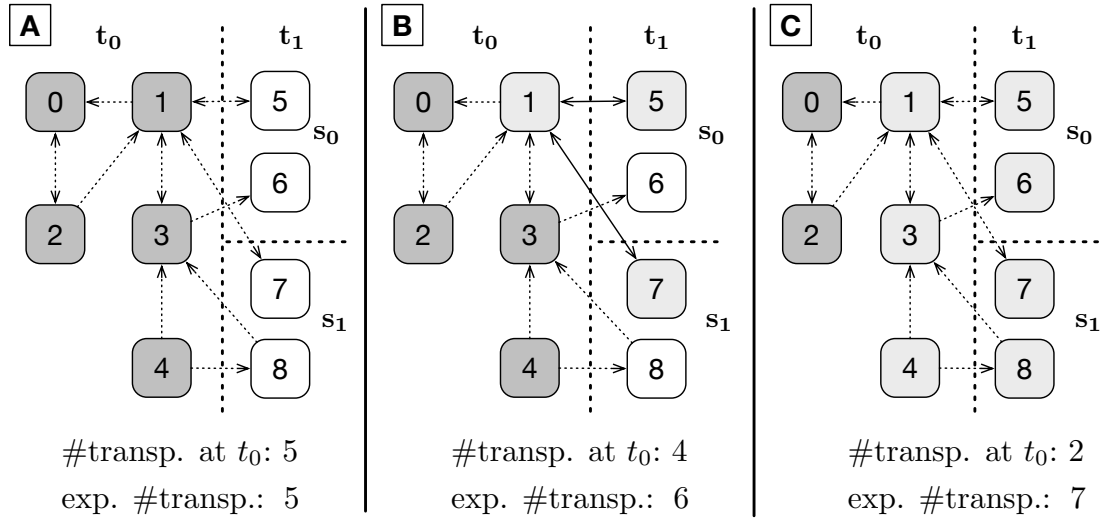 A
t0 t1
0 1 5
s0
6
2 3
7
s1
4 8
#transp. at t0: 5
exp. #transp.: 5
B
t0 t1
0 1 5
s0
6
2 3
7
s1
4 8
#transp. at t0: 4
exp. #transp.: 6
C
t0 t1
0 1 5
s0
6
2 3
7
s1
4 8
#transp. at t0: 2
exp. #transp.: 7